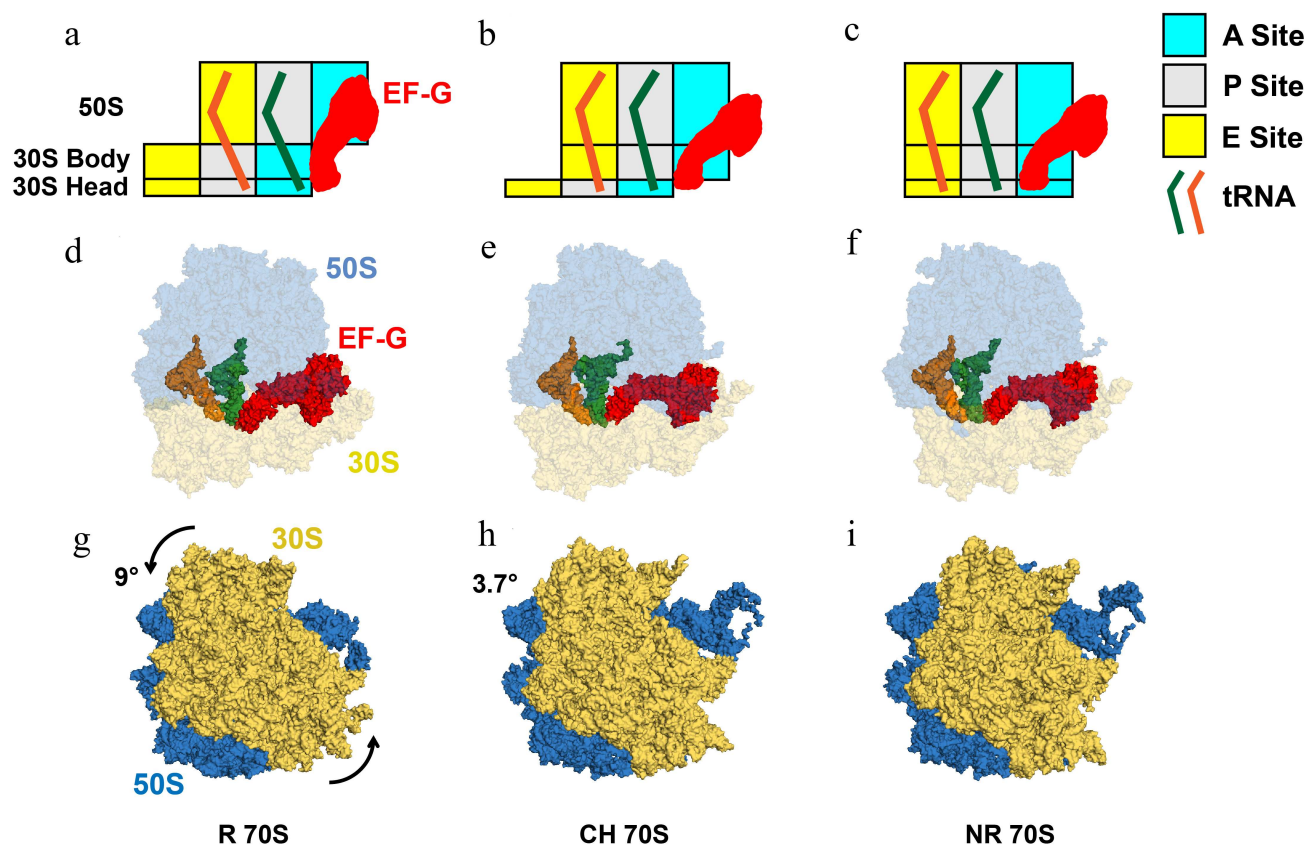 a
b
c
50S
30S Body
30S Head
EF-G
A Site
P Site
E Site
tRNA
d
50S
EF-G
30S
e
f
g
9°
30S
50S
h
3.7°
i
R 70S
CH 70S
NR 70S